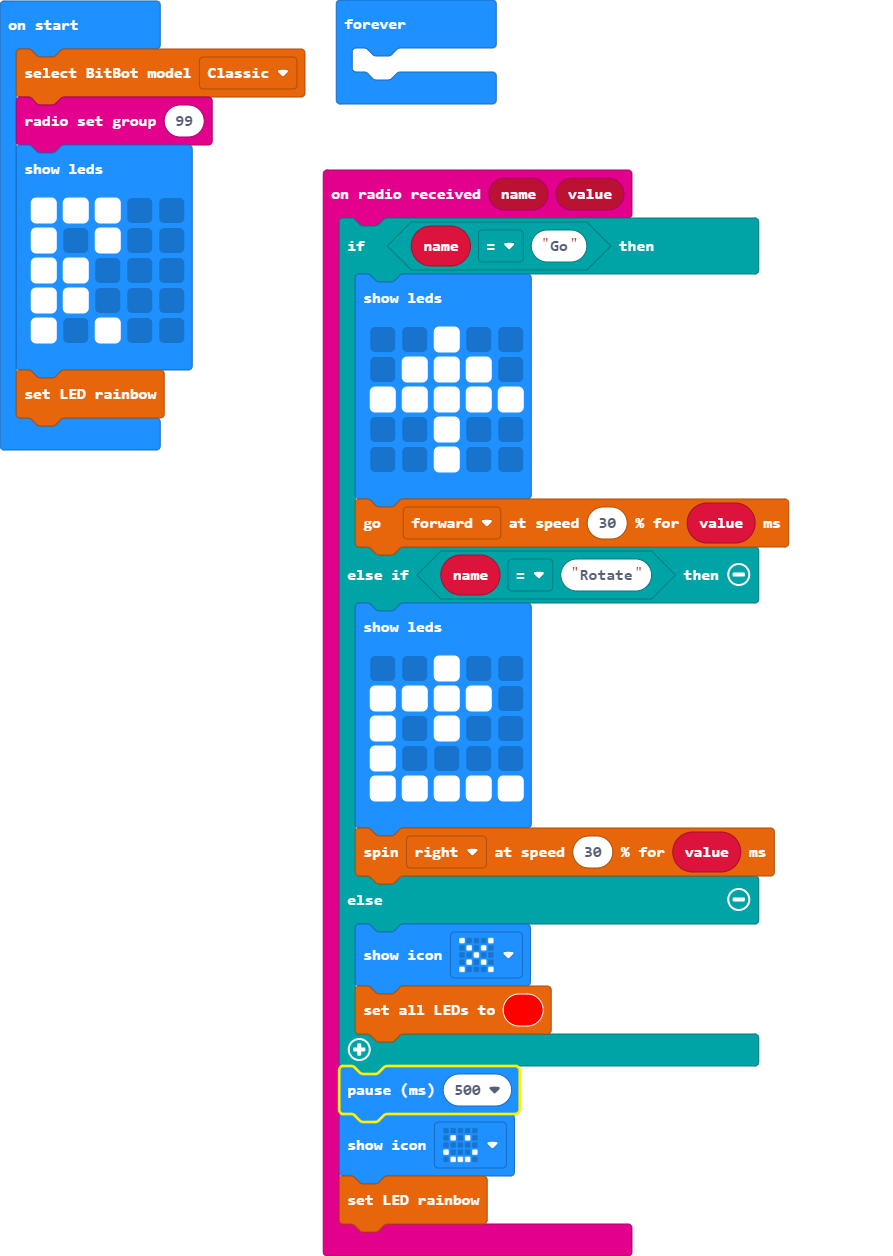 on start
select BitBot model Classic
radio set group 99
show leds
set LED rainbow
forever
on radio received name value
if name = "Go" then
show leds
go forward at speed 30 % for value ms
else if name = "Rotate" then
show leds
spin right at speed 30 % for value ms
else
show icon
set all LEDs to
pause (ms) 500
show icon
set LED rainbow